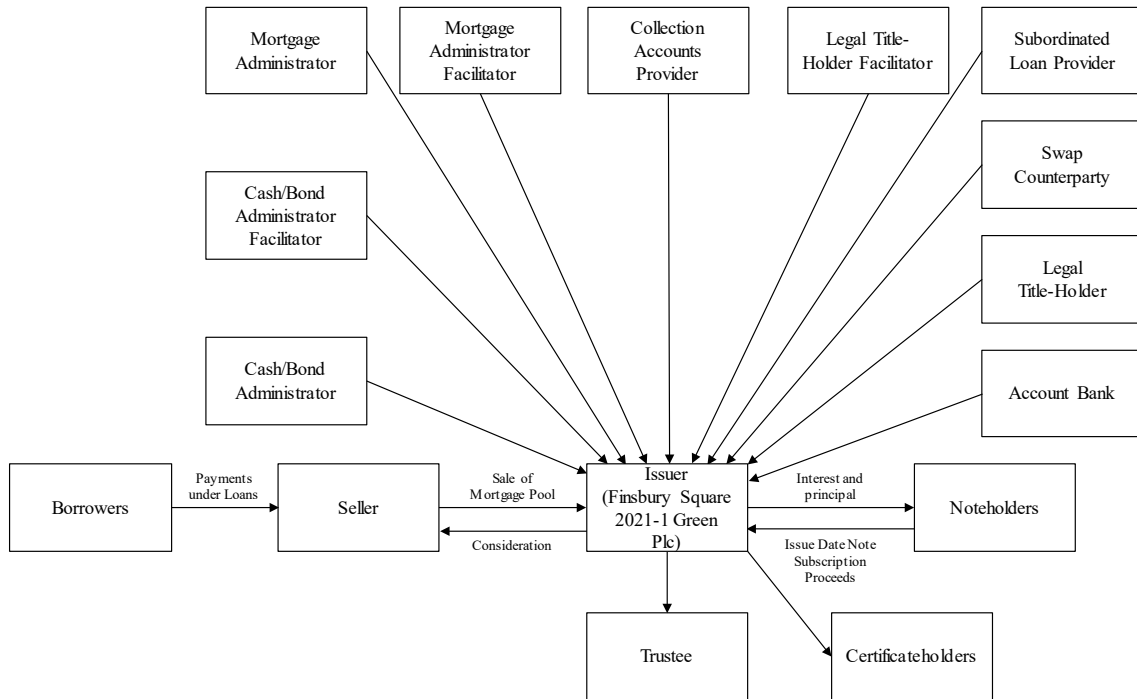 Mortgage
Administrator
Mortgage
Administrator
Facilitator
Collection
Accounts
Provider
Legal Title-
Holder Facilitator
Subordinated
Loan Provider
Swap
Counterparty
Cash/Bond
Administrator
Facilitator
Legal
Title-Holder
Cash/Bond
Administrator
Account Bank
Borrowers
Payments
under Loans
Seller
Sale of
Mortgage Pool
Consideration
Issuer
(Finsbury Square
2021-1 Green
Plc)
Interest and
principal
Issue Date Note
Subscription
Proceeds
Noteholders
Trustee
Certificateholders